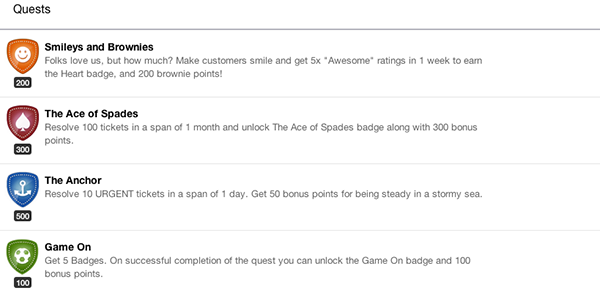 Quests
Smileys and Brownies
Folks love us, but how much? Make customers smile and get 5x "Awesome" ratings in 1 week to earn
the Heart badge, and 200 brownie points!
200
The Ace of Spades
Resolve 100 tickets in a span of 1 month and unlock The Ace of Spades badge along with 300 bonus
points.
300
The Anchor
Resolve 10 URGENT tickets in a span of 1 day. Get 50 bonus points for being steady in a stormy sea.
500
Game On
Get 5 Badges. On successful completion of the quest you can unlock the Game On badge and 100
bonus points.
100